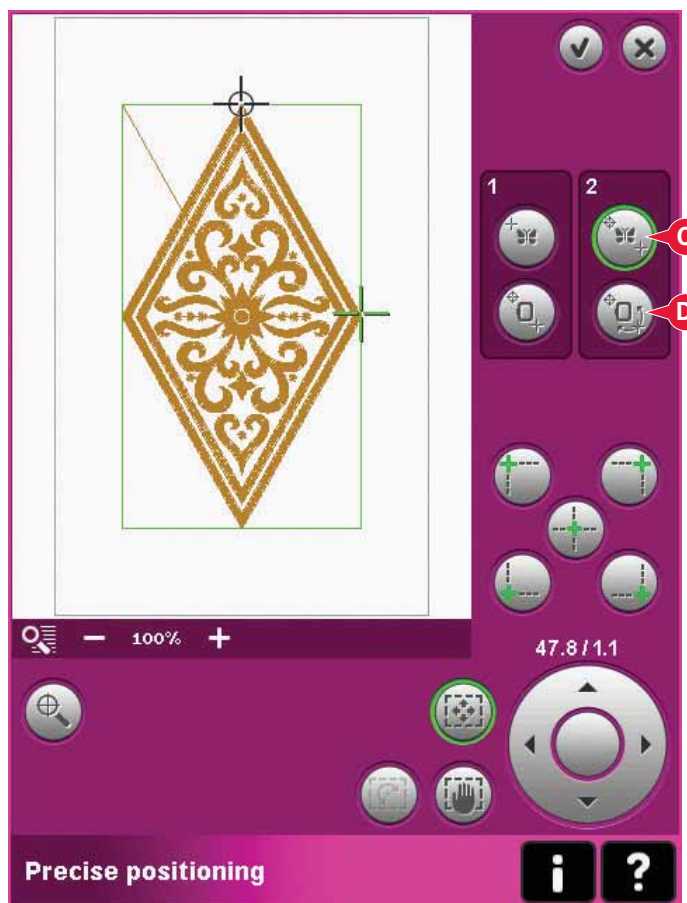 1 2
C
D
− 100% +
47.8/1.1
Precise positioning i ?